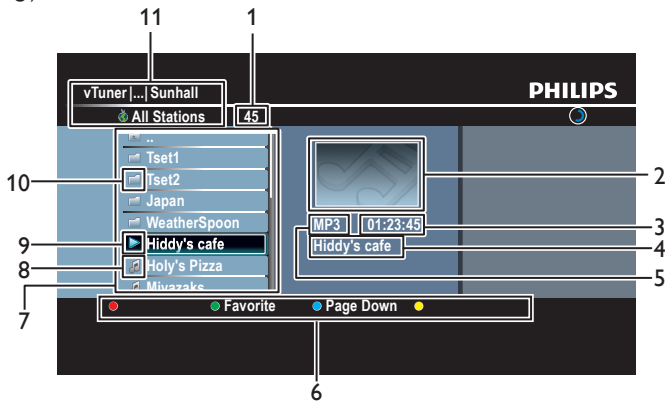 11 1
vTuner|...| Sunhall
PHILIPS
All Stations 45
..
Tset1
10 Tset2 2
Japan
WeatherSpoon MP3 01:23:45 3
9 Hiddy's cafe Hiddy's cafe 4
8 Holy's Pizza 5
7 Miyazaks
Favorite Page Down
6